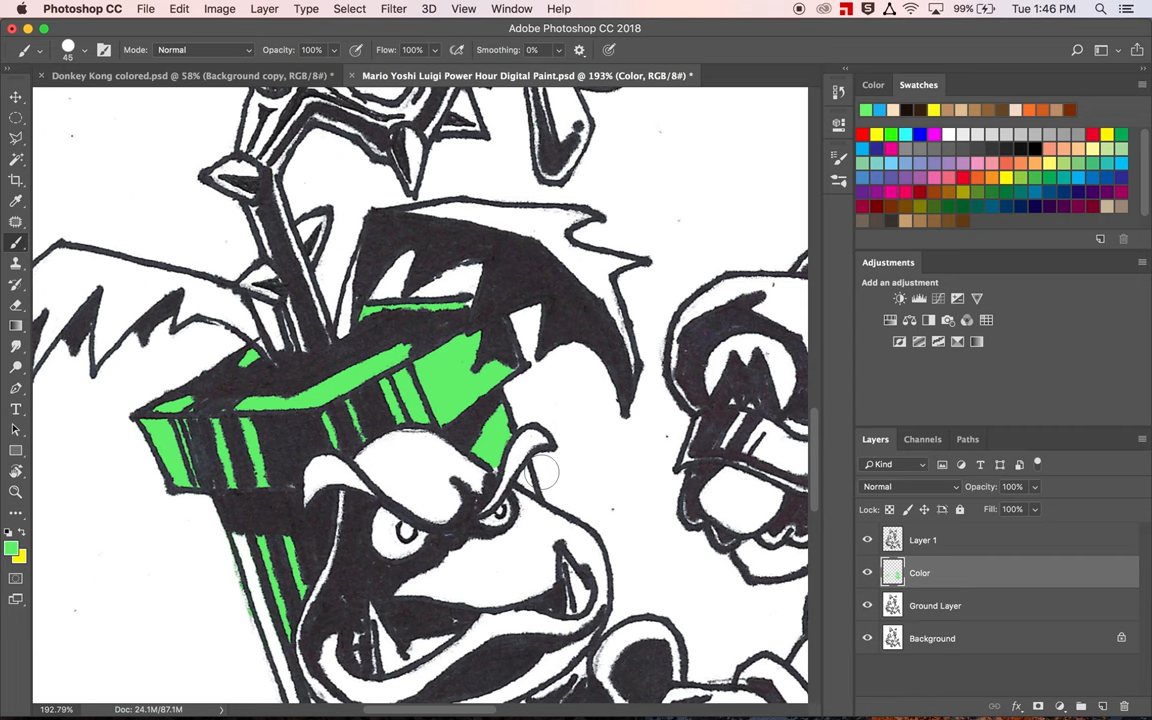 Photoshop CC File Edit Image Layer Type Select Filter 3D View Window Help 99% Tue 1:46 PM
Adobe Photoshop CC 2018
45 Mode: Normal Opacity: 100% Flow: 100% Smoothing: 0%
Donkey Kong colored.psd @ 58% (Background copy, RGB/8#) * Mario Yoshi Luigi Power Hour Digital Paint.psd @ 193% (Color, RGB/8#) *
Color Swatches
Adjustments
Add an adjustment
Layers Channels Paths
Kind
Normal Opacity: 100%
Lock: Fill: 100%
Layer 1
Color
Ground Layer
Background
192.79% Doc: 24.1M/87.1M